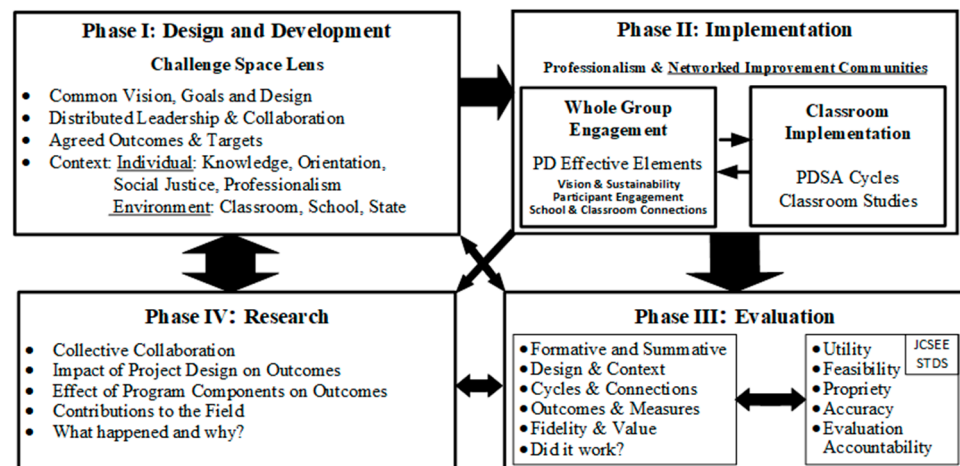 Phase I: Design and Development
Challenge Space Lens
• Common Vision, Goals and Design
• Distributed Leadership & Collaboration
• Agreed Outcomes & Targets
• Context: Individual: Knowledge, Orientation,
Social Justice, Professionalism
Environment: Classroom, School, State
Phase II: Implementation
Professionalism & Networked Improvement Communities
Whole Group
Engagement
PD Effective Elements
Vision & Sustainability
Participant Engagement
School & Classroom Connections
Classroom
Implementation
PDSA Cycles
Classroom Studies
Phase IV: Research
• Collective Collaboration
• Impact of Project Design on Outcomes
• Effect of Program Components on Outcomes
• Contributions to the Field
• What happened and why?
Phase III: Evaluation
• Formative and Summative
• Design & Context
• Cycles & Connections
• Outcomes & Measures
• Fidelity & Value
• Did it work?
• Utility
• Feasibility
• Propriety
• Accuracy
• Evaluation
Accountability
JCSEE
STDS